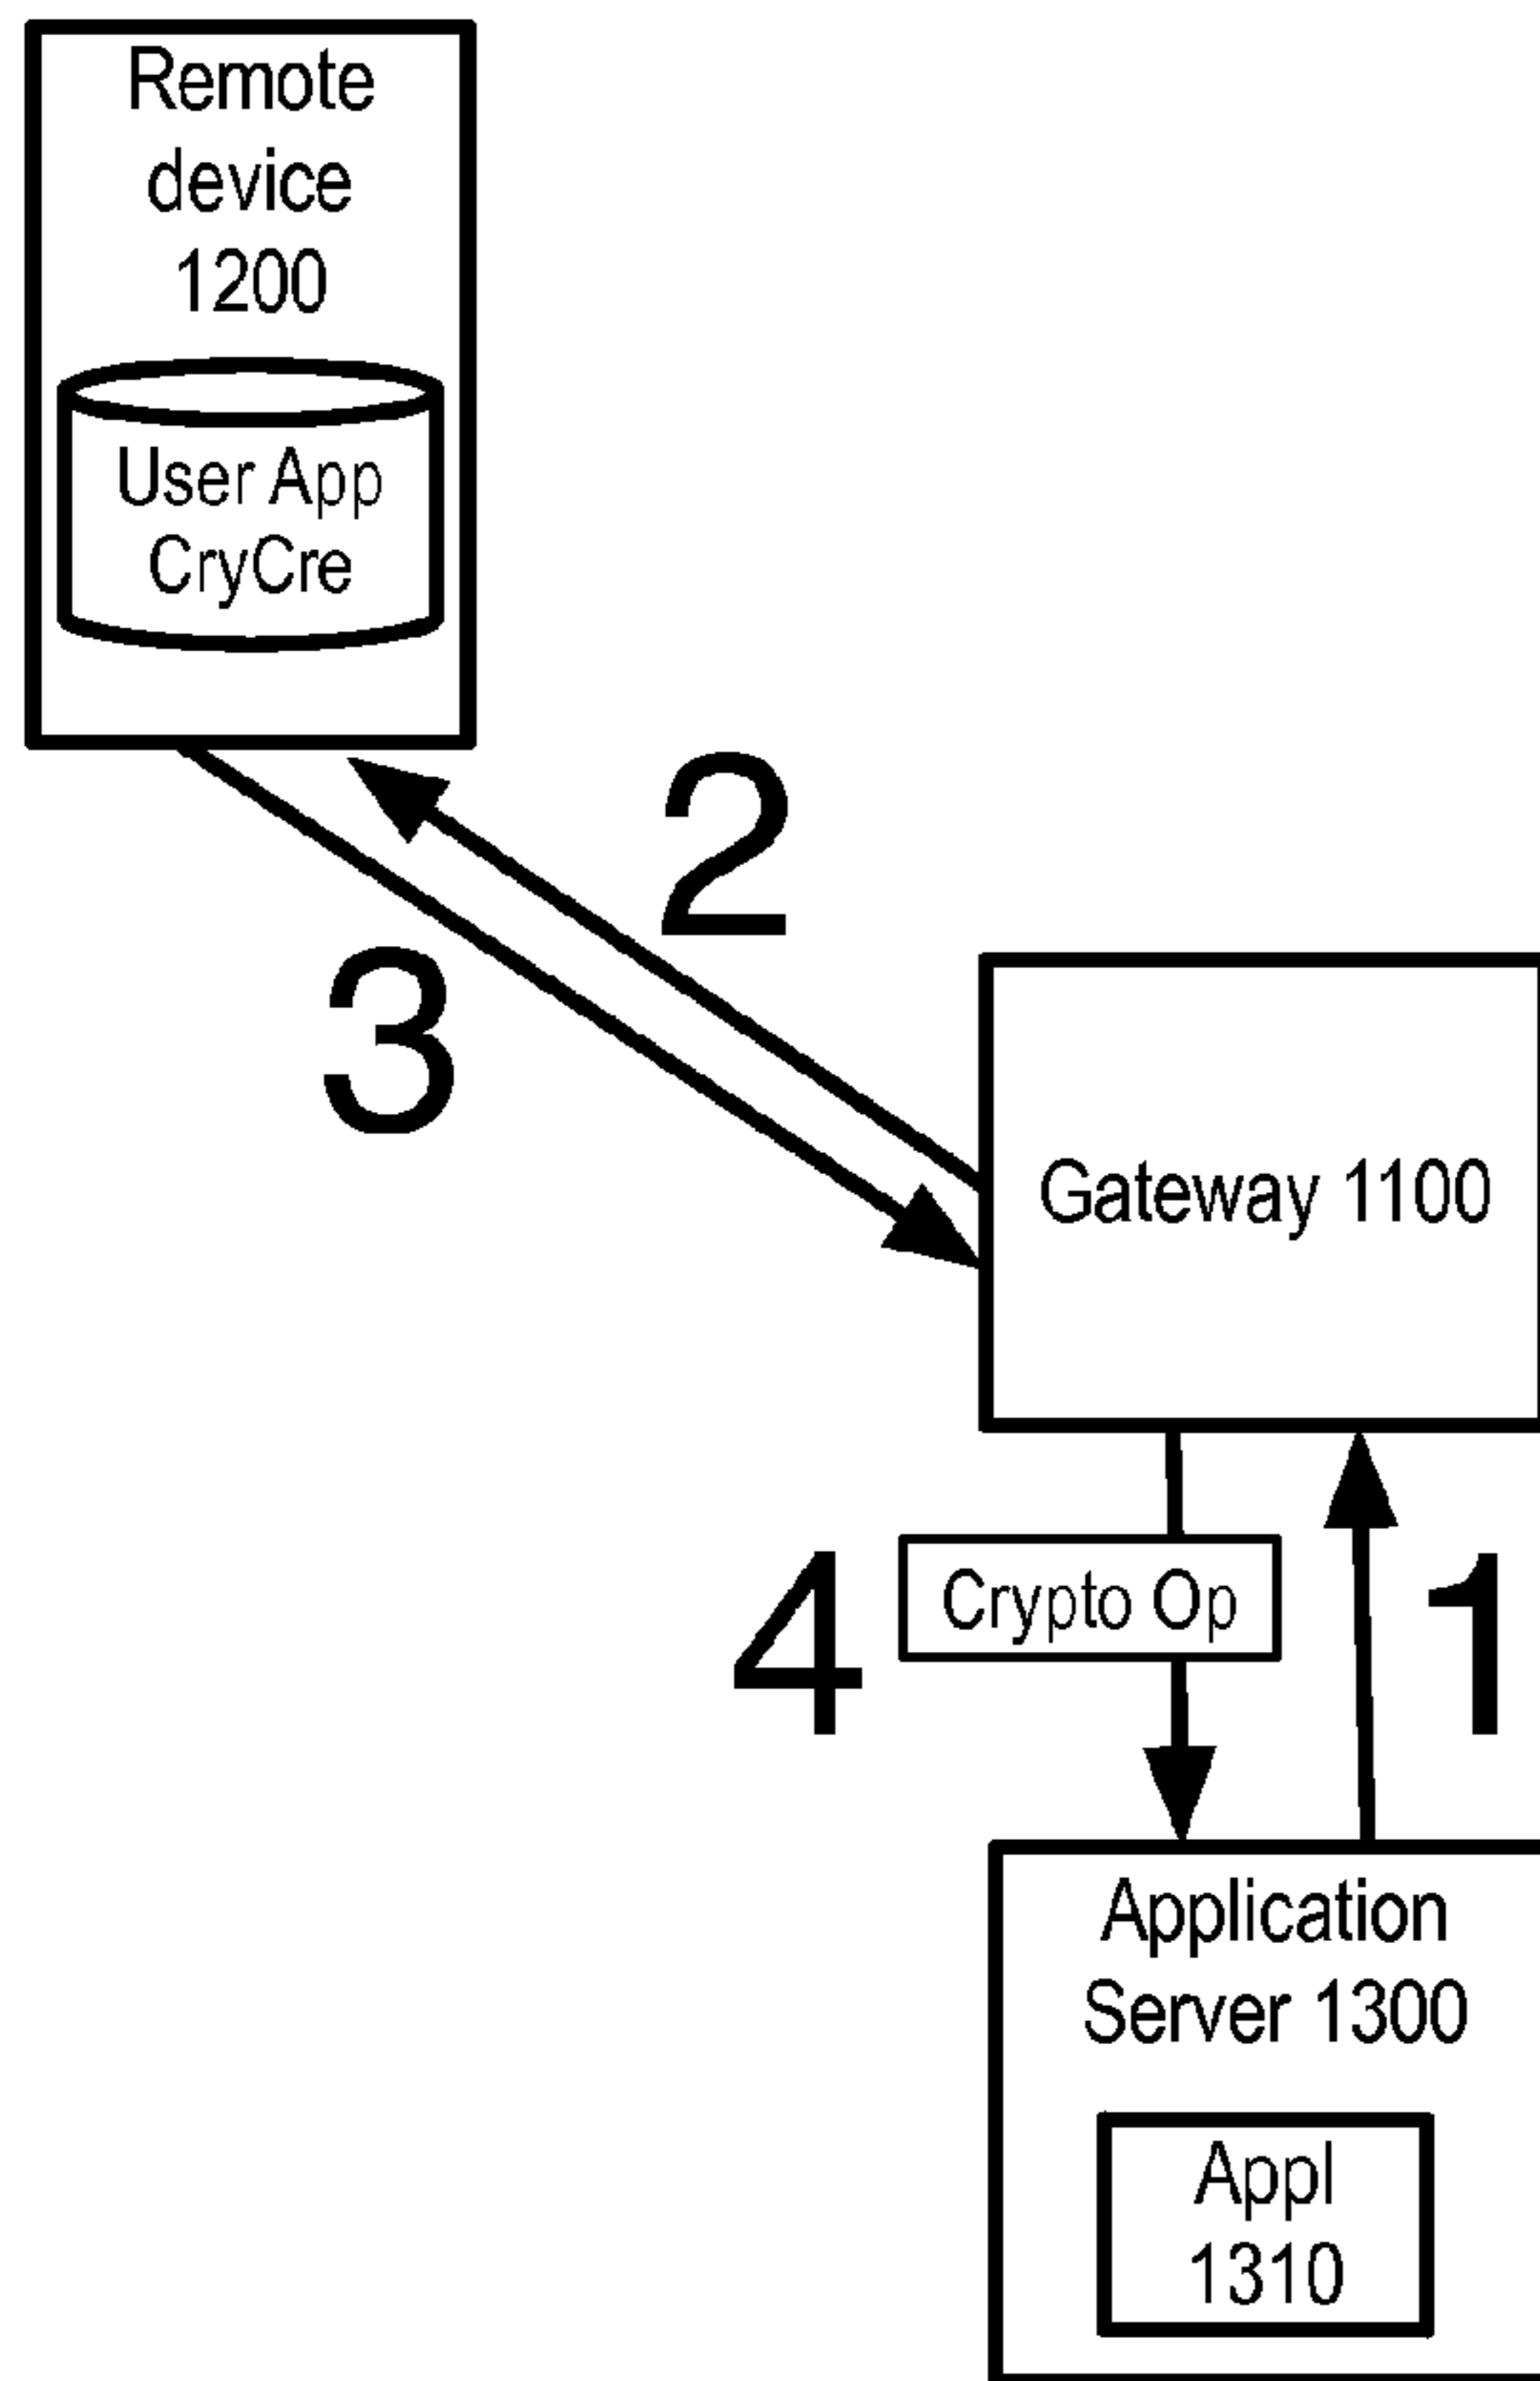 Remote
device
1200
User App
CryCre
2
3
Gateway 1100
4
Crypto Op
1
Application
Server 1300
Appl
1310